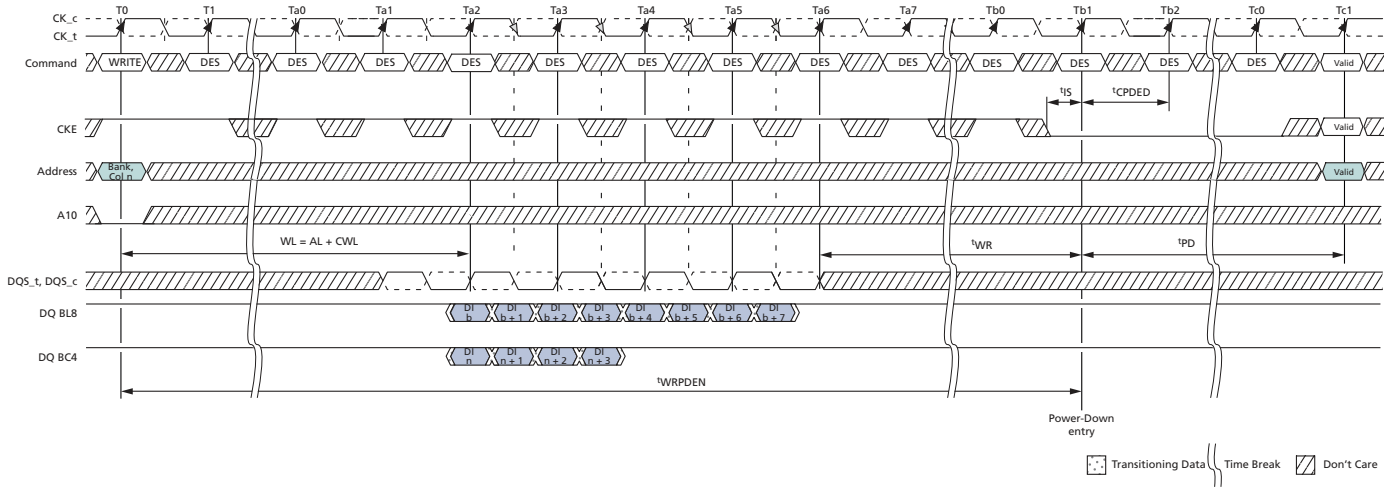 T0 T1 Ta0 Ta1 Ta2 Ta3 Ta4 Ta5 Ta6 Ta7 Tb0 Tb1 Tb2 Tc0 Tc1
CK_c
CK_t
Command WRITE DES DES DES DES DES DES DES DES DES DES DES DES DES Valid
tIS tCPDED
CKE Valid
Address Bank, Col n Valid
A10
WL = AL + CWL tWR tPD
DQS_t, DQS_c
DQ BL8 DI b DI b + 1 DI b + 2 DI b + 3 DI b + 4 DI b + 5 DI b + 6 DI b + 7
DQ BC4 DI n DI n + 1 DI n + 2 DI n + 3
tWRPDEN
Power-Down
entry
Transitioning Data Time Break Don't Care